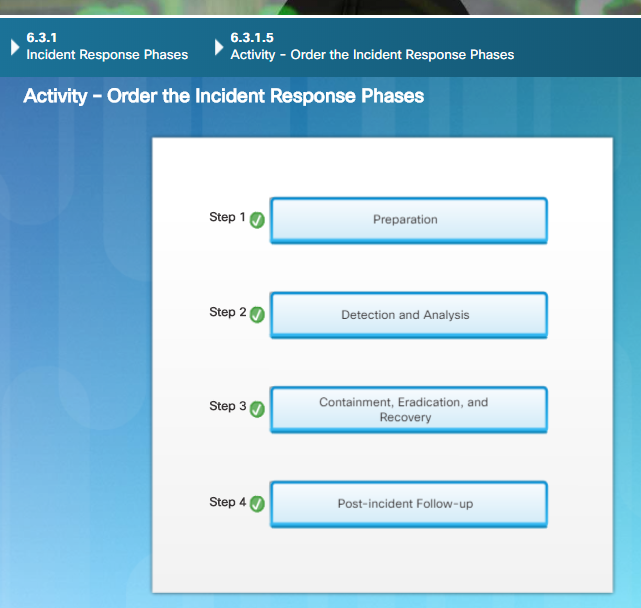 6.3.1
Incident Response Phases
6.3.1.5
Activity – Order the Incident Response Phases
Activity – Order the Incident Response Phases
Step 1
Preparation
Step 2
Detection and Analysis
Step 3
Containment, Eradication, and
Recovery
Step 4
Post-incident Follow-up